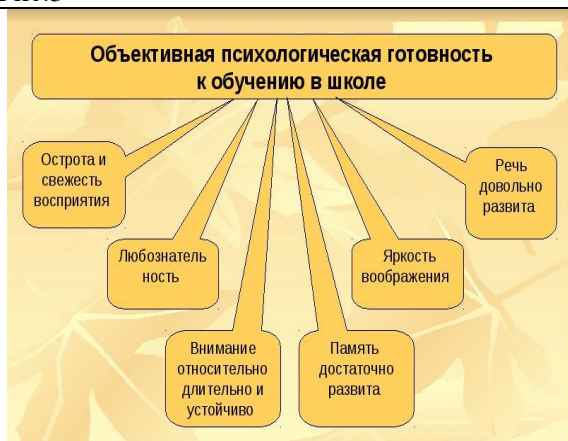 Объективная психологическая готовность
к обучению в школе
Острота и
свежесть
восприятия
Любознатель
ность
Внимание
относительно
длительно и
устойчиво
Память
достаточно
развита
Яркость
воображения
Речь
довольно
развита